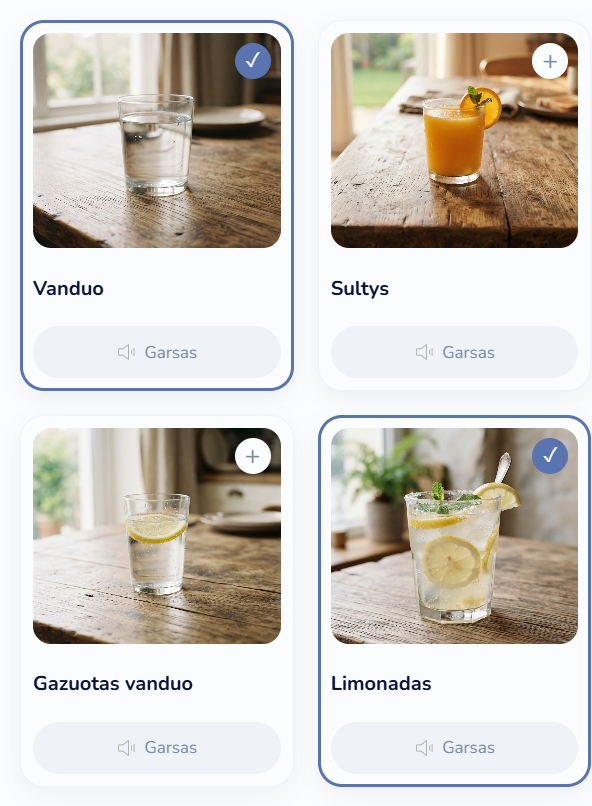 Vanduo
Garsas
Sultys
Garsas
Gazuotas vanduo
Garsas
Limonadas
Garsas